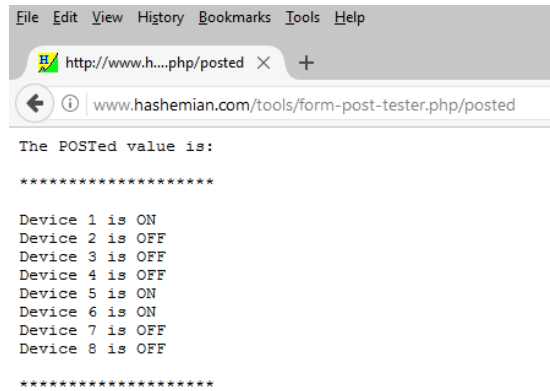 File Edit View History Bookmarks Tools Help
http://www.h....php/posted
www.hashemian.com/tools/form-post-tester.php/posted
The POSTed value is:
********************
Device 1 is ON
Device 2 is OFF
Device 3 is OFF
Device 4 is OFF
Device 5 is ON
Device 6 is ON
Device 7 is OFF
Device 8 is OFF
********************